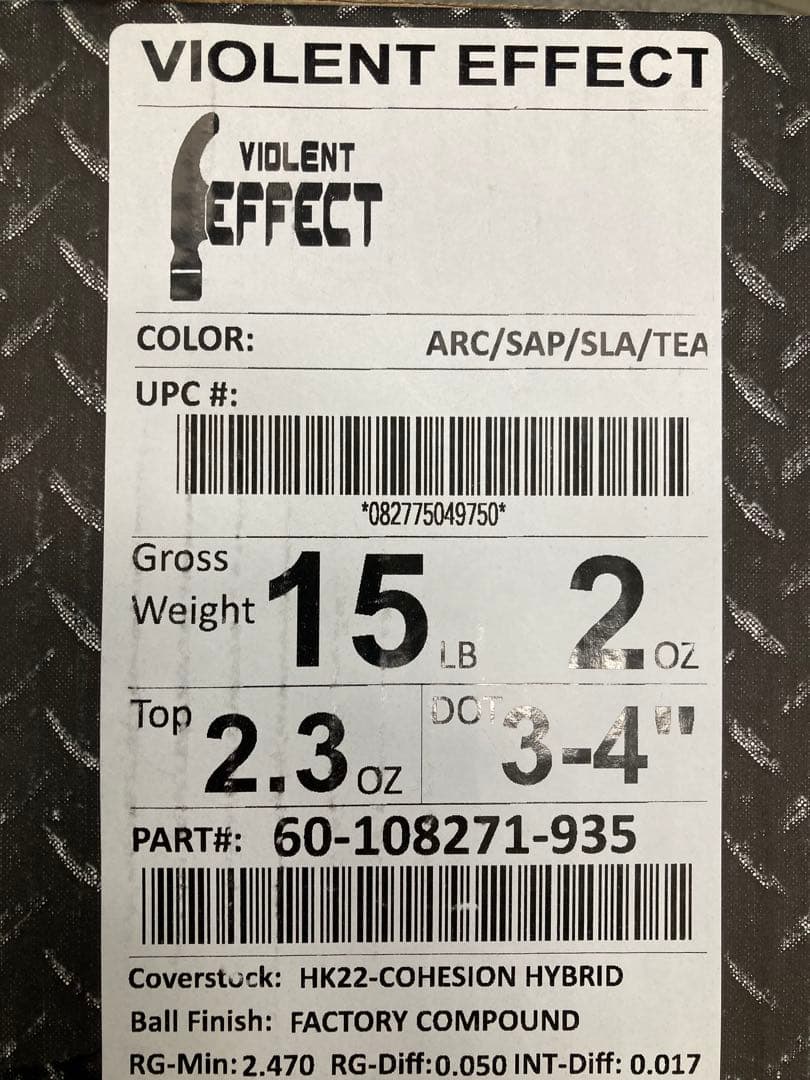 VIOLENT EFFECT
VIOLENT
EFFECT
COLOR: ARC/SAP/SLA/TEA
UPC #:
*082775049750*
Gross
Weight 15 LB 2 OZ
Top 2.3 OZ DOT 3-4"
PART#: 60-108271-935
Coverstock: HK22-COHESION HYBRID
Ball Finish: FACTORY COMPOUND
RG-Min: 2.470 RG-Diff: 0.050 INT-Diff: 0.017